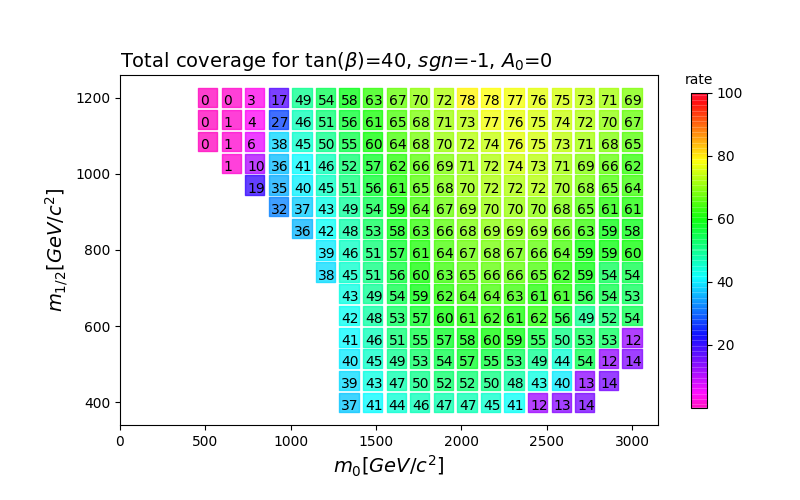 Total coverage for tan(β)=40, sgn=-1, A₀=0
rate
1200 0 0 3 17 49 54 58 63 67 70 72 78 78 77 76 75 73 71 69 100
0 1 4 27 46 51 56 61 65 68 71 73 77 76 75 74 72 70 67
0 1 6 38 45 50 55 60 64 68 70 72 74 76 75 73 71 68 65
1000 1 10 36 41 46 52 57 62 66 69 71 72 74 73 71 69 66 62 80
19 35 40 45 51 56 61 65 68 70 72 72 72 70 68 65 64
32 37 43 49 54 59 64 67 69 70 70 70 68 65 61 61 60
800 36 42 48 53 58 63 66 68 69 69 69 66 63 59 58
39 46 51 57 61 64 67 68 67 66 64 59 59 60
38 45 51 56 60 63 65 66 66 65 62 59 54 54 40
43 49 54 59 62 64 64 63 61 61 56 54 53
600 42 48 53 57 60 61 62 61 62 56 49 52 54
41 46 51 55 57 58 60 59 55 50 53 53 12 20
40 45 49 53 54 57 55 53 49 44 54 12 14
39 43 47 50 52 52 50 48 43 40 13 14
400 37 41 44 46 47 47 45 41 12 13 14
m₁/₂[GeV/c²]
0 500 1000 1500 2000 2500 3000
m₀[GeV/c²]